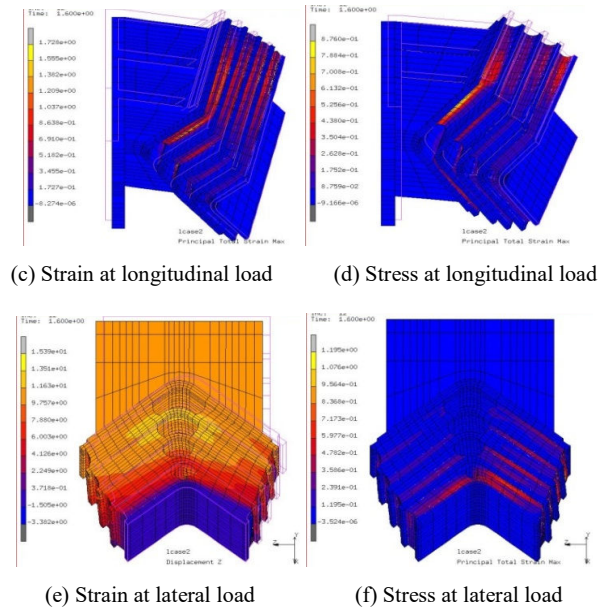 Time: 1.600e+00
1.728e+00
1.555e+00
1.382e+00
1.209e+00
1.037e+00
8.638e-01
6.910e-01
5.182e-01
3.455e-01
1.727e-01
-8.274e-06
lcase2
Principal Total Strain Max
Time: 1.600e+00
8.760e-01
7.884e-01
7.008e-01
6.132e-01
5.256e-01
4.380e-01
3.504e-01
2.628e-01
1.752e-01
8.759e-02
-9.166e-06
lcase2
Principal Total Strain Max
(c) Strain at longitudinal load
(d) Stress at longitudinal load
Time: 1.600e+00
1.539e+01
1.351e+01
1.163e+01
9.757e+00
7.880e+00
6.003e+00
4.126e+00
2.249e+00
3.718e-01
-1.505e+00
-3.382e+00
lcase2
Displacement Z
z
Y
Time: 1.600e+00
1.195e+00
1.076e+00
9.564e-01
8.368e-01
7.173e-01
5.977e-01
4.782e-01
3.586e-01
2.391e-01
1.195e-01
-3.524e-06
lcase2
Principal Total Strain Max
z
Y
(e) Strain at lateral load
(f) Stress at lateral load